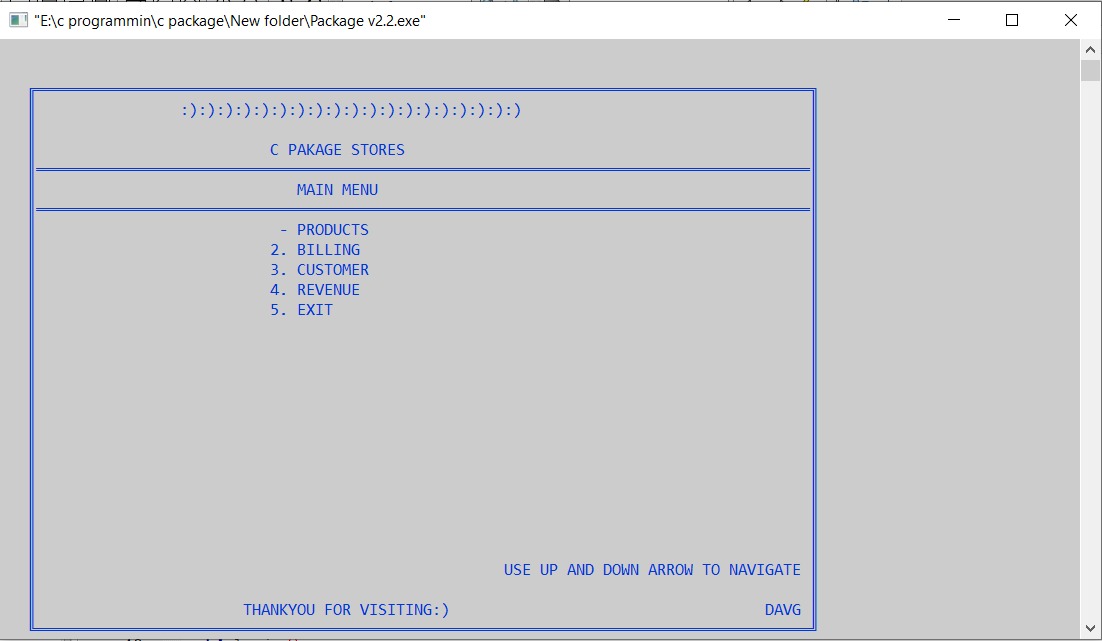 "E:\c programmin\c package\New folder\Package v2.2.exe"
:):):):):):):):):):):):):):):):):):):)
C PAKAGE STORES
MAIN MENU
- PRODUCTS
2. BILLING
3. CUSTOMER
4. REVENUE
5. EXIT
USE UP AND DOWN ARROW TO NAVIGATE
THANKYOU FOR VISITING:) DAVG